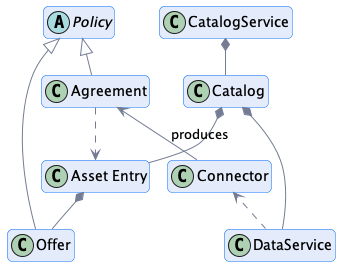 A Policy
C CatalogService
C Agreement
C Catalog
produces
C Asset Entry
C Connector
C Offer
C DataService